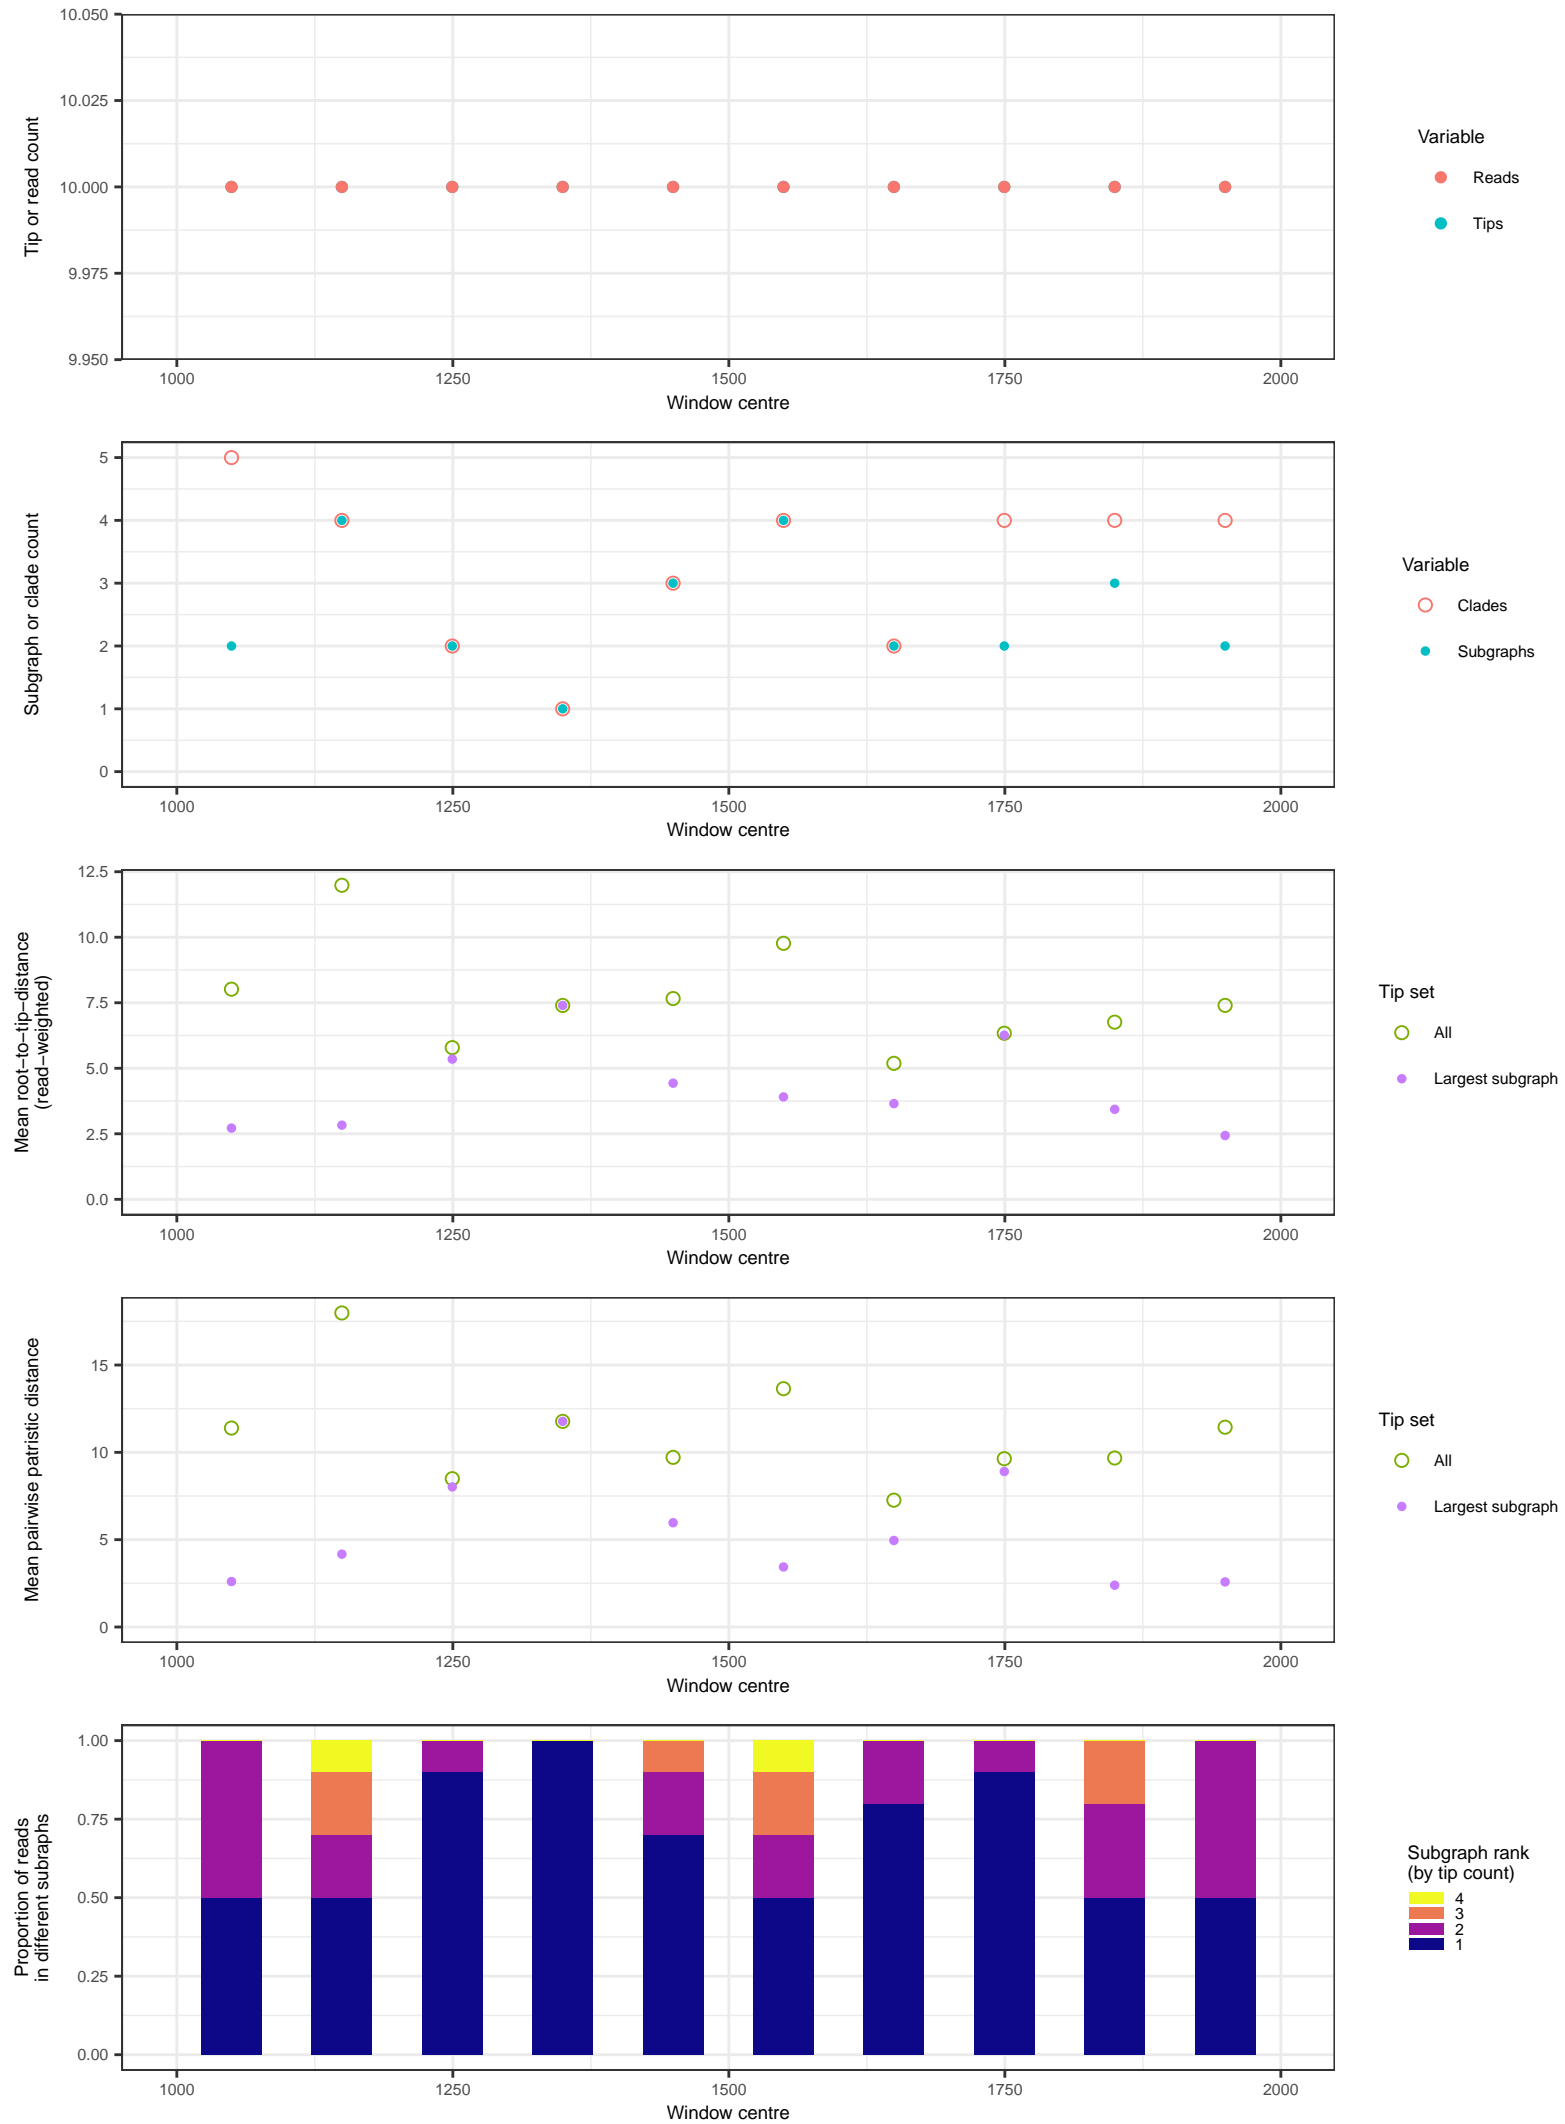 10.050
10.025
10.000
9.975
9.950
Tip or read count
1000 1250 1500 1750 2000
Window centre
Variable
Reads
Tips
5
4
3
2
1
0
Subgraph or clade count
1000 1250 1500 1750 2000
Window centre
Variable
Clades
Subgraphs
12.5
10.0
7.5
5.0
2.5
0.0
Mean root−to−tip−distance
(read−weighted)
1000 1250 1500 1750 2000
Window centre
Tip set
All
Largest subgraph
15
10
5
0
Mean pairwise patristic distance
1000 1250 1500 1750 2000
Window centre
Tip set
All
Largest subgraph
1.00
0.75
0.50
0.25
0.00
Proportion of reads
in different subraphs
1000 1250 1500 1750 2000
Window centre
Subgraph rank
(by tip count)
4
3
2
1